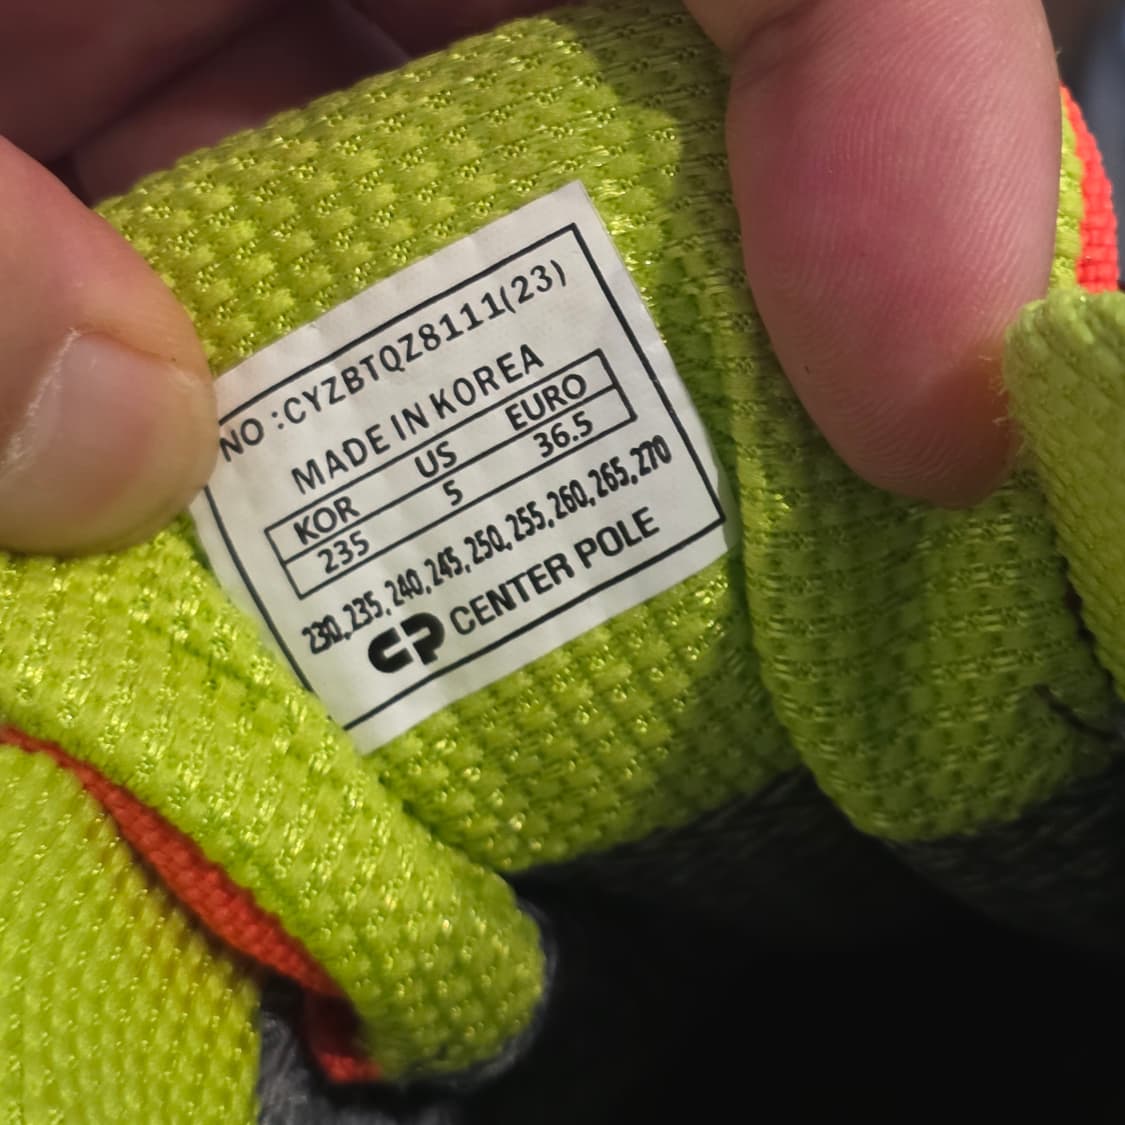 NO :CYZBTQZ8111(23)
MADE IN KOREA
KOR US EURO
235 5 36.5
230,235,240,245,250,255,260,265,270
CP CENTER POLE